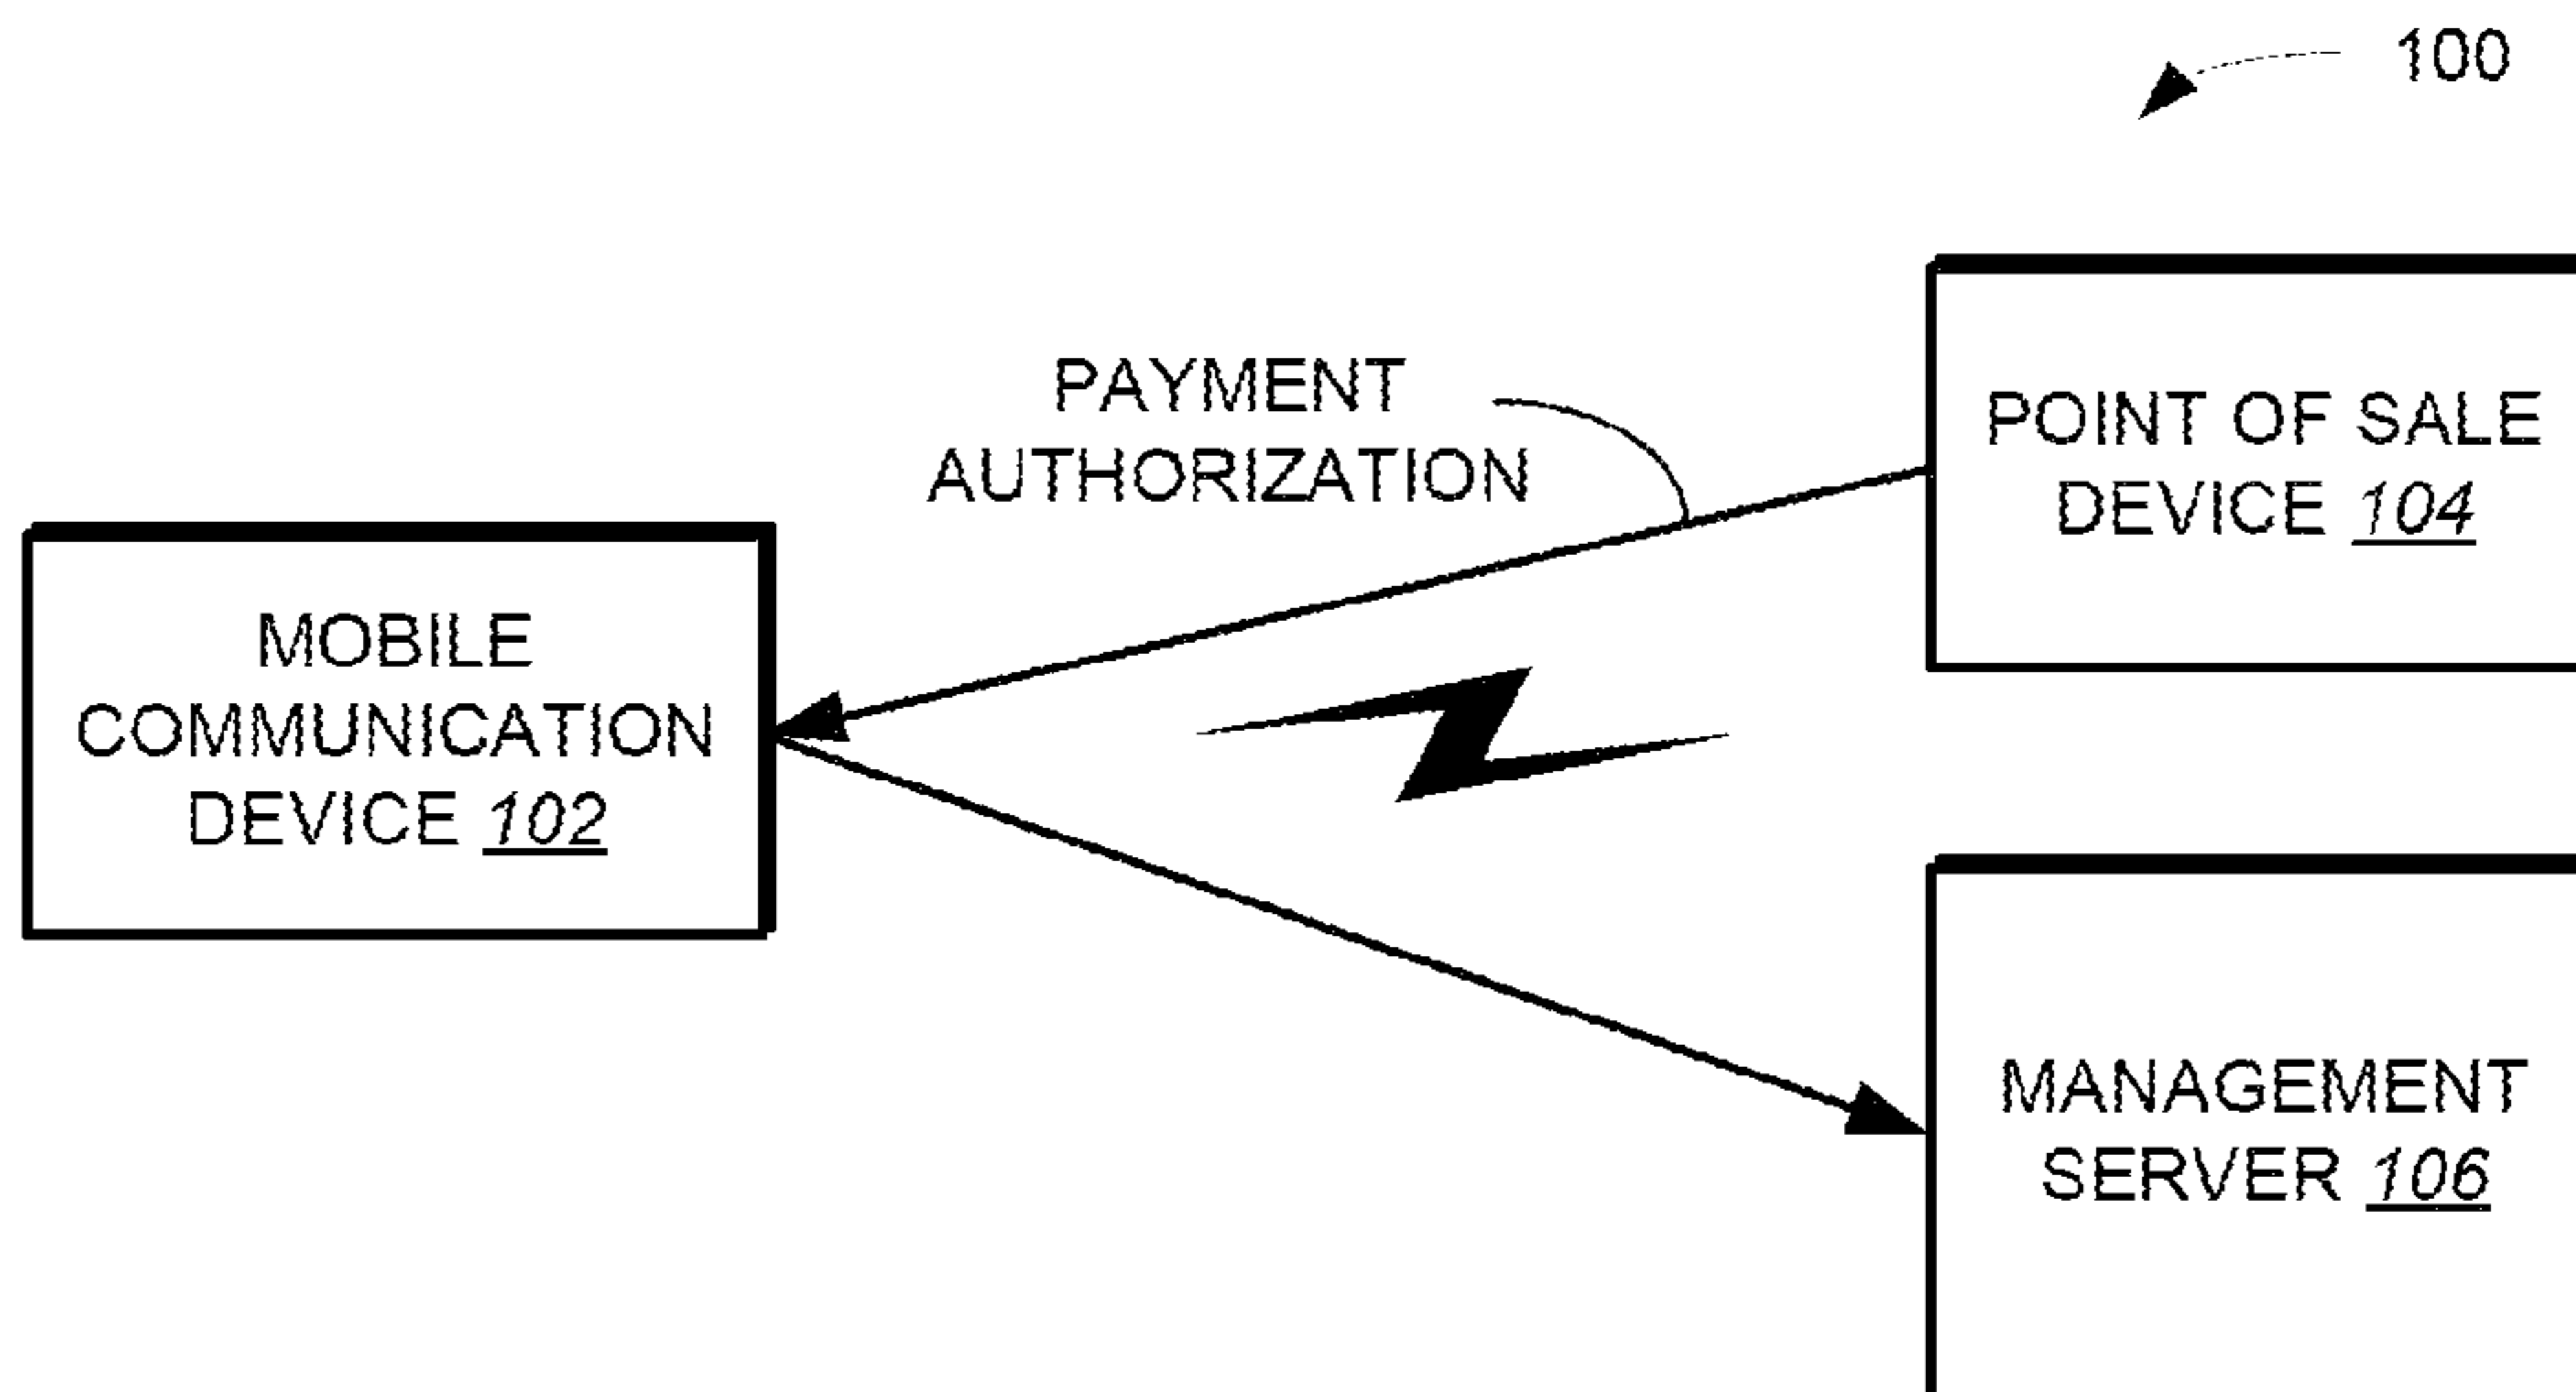 100
PAYMENT
AUTHORIZATION
POINT OF SALE
DEVICE 104
MOBILE
COMMUNICATION
DEVICE 102
MANAGEMENT
SERVER 106